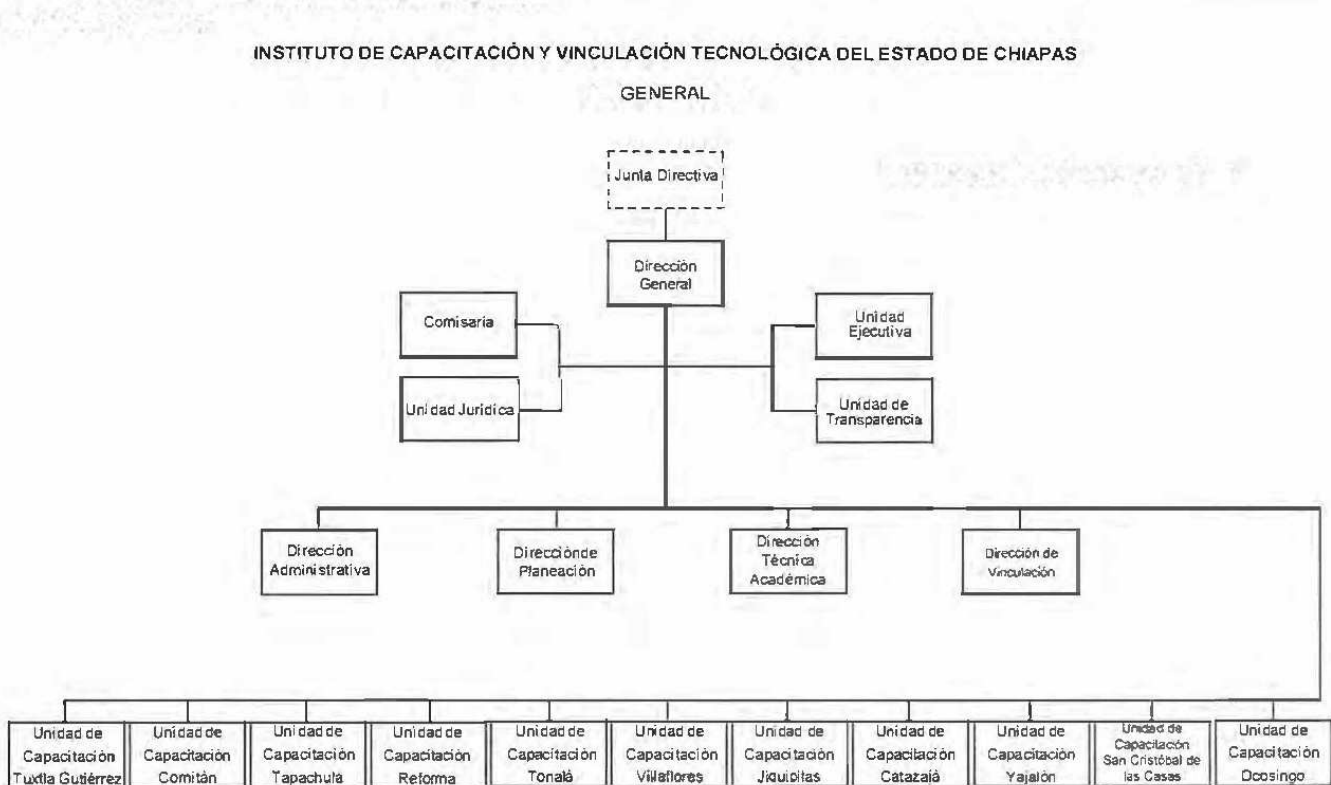 INSTITUTO DE CAPACITACIÓN Y VINCULACIÓN TECNOLÓGICA DEL ESTADO DE CHIAPAS
GENERAL
Junta Directiva
Dirección
General
Comisaría
Unidad
Ejecutiva
Unidad Jurídica
Unidad de
Transparencia
Dirección
Administrativa
Dirección de
Planeación
Dirección
Técnica
Académica
Dirección de
Vinculación
Unidad de
Capacitación
Tuxtla Gutiérrez
Unidad de
Capacitación
Comitán
Unidad de
Capacitación
Tapachula
Unidad de
Capacitación
Reforma
Unidad de
Capacitación
Tonalá
Unidad de
Capacitación
Villaflores
Unidad de
Capacitación
Jiquipilas
Unidad de
Capacitación
Catazajá
Unidad de
Capacitación
Yajalón
Unidad de
Capacitación
San Cristóbal de
las Casas
Unidad de
Capacitación
Ocosingo